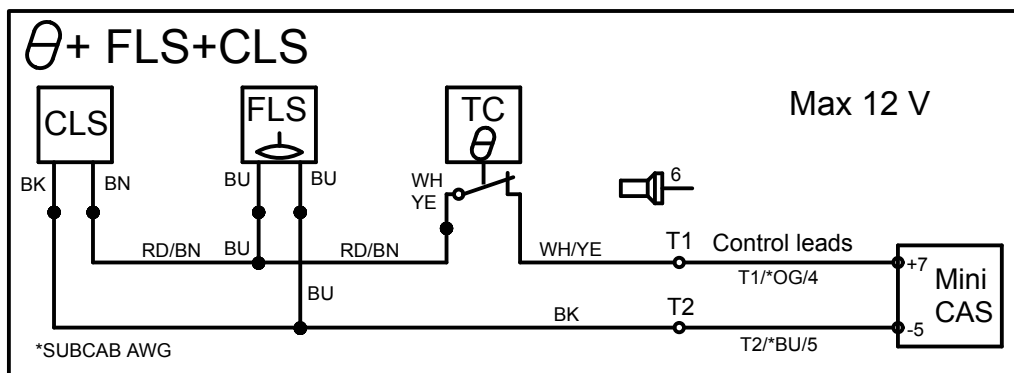 θ+ FLS+CLS
Max 12 V
CLS
FLS
TC
θ
BK
BN
BU
BU
WH
YE
6
RD/BN
BU
RD/BN
WH/YE
T1
Control leads
T1/*OG/4
+7
Mini
CAS
BU
BK
T2
-5
T2/*BU/5
*SUBCAB AWG